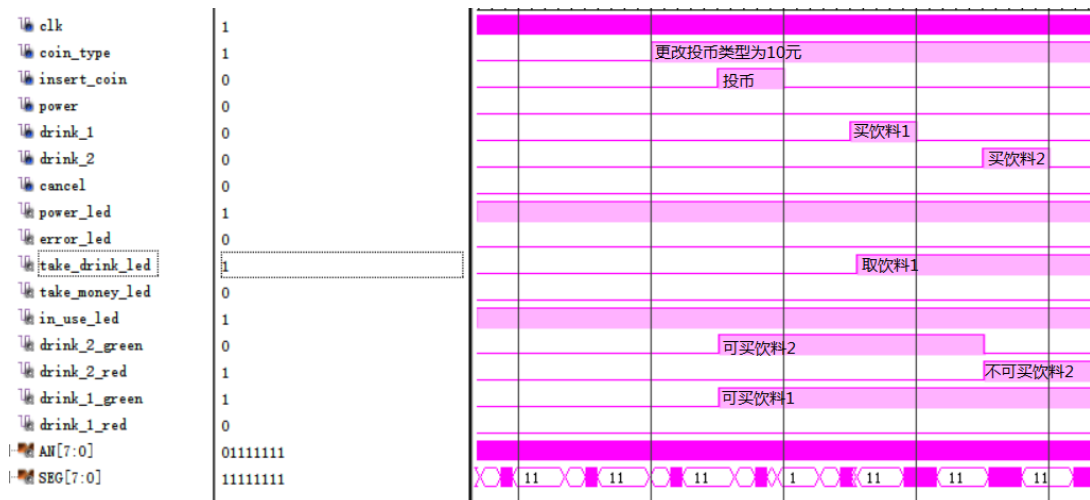 clk 1
coin_type 1 更改投币类型为10元
insert_coin 0 投币
power 0
drink_1 0 买饮料1
drink_2 0 买饮料2
cancel 0
power_led 1
error_led 0
take_drink_led 1 取饮料1
take_money_led 0
in_use_led 1
drink_2_green 0 可买饮料2
drink_2_red 1 不可买饮料2
drink_1_green 1 可买饮料1
drink_1_red 0
AN[7:0] 01111111
SEG[7:0] 11111111 11 11 11 1 11 11 11